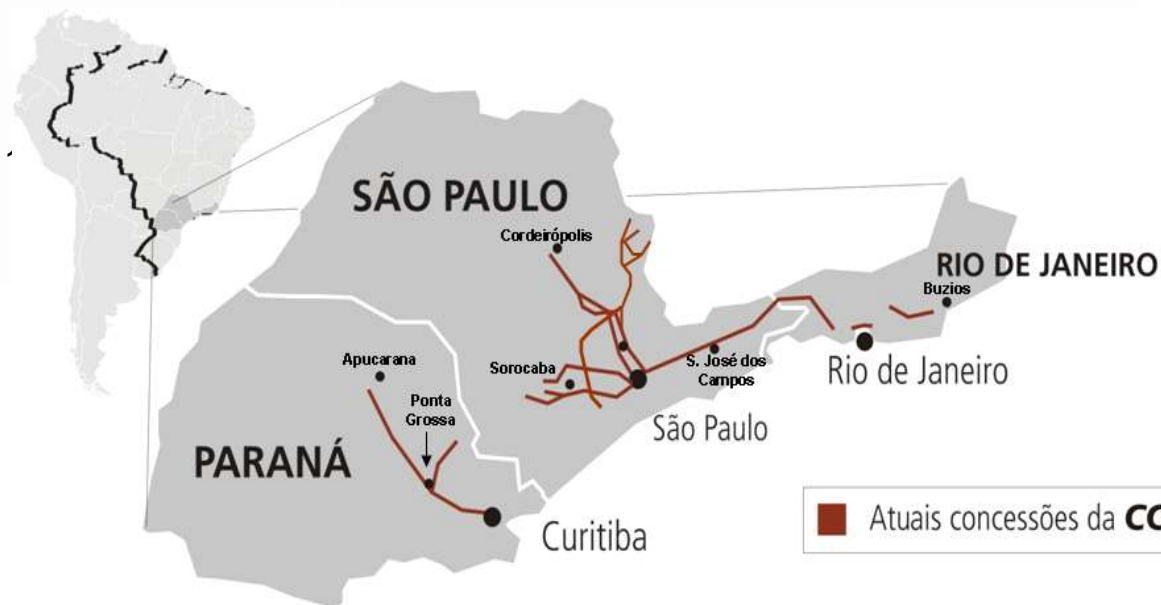 SÃO PAULO
Cordeirópolis
RIO DE JANEIRO
Buzios
Apucarana
Sorocaba
S. José dos
Campos
Rio de Janeiro
Ponta
Grossa
São Paulo
PARANÁ
Curitiba
Atuais concessões da